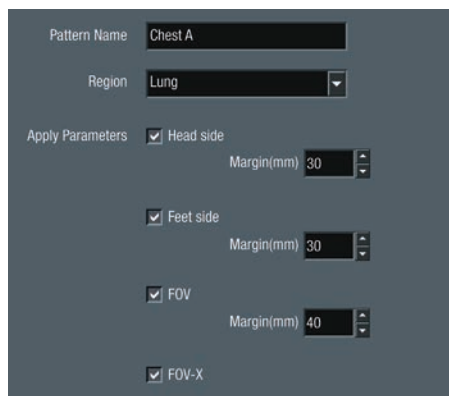 Pattern Name Chest A
Region Lung
Apply Parameters Head side
Margin(mm) 30
Feet side
Margin(mm) 30
FOV
Margin(mm) 40
FOV-X